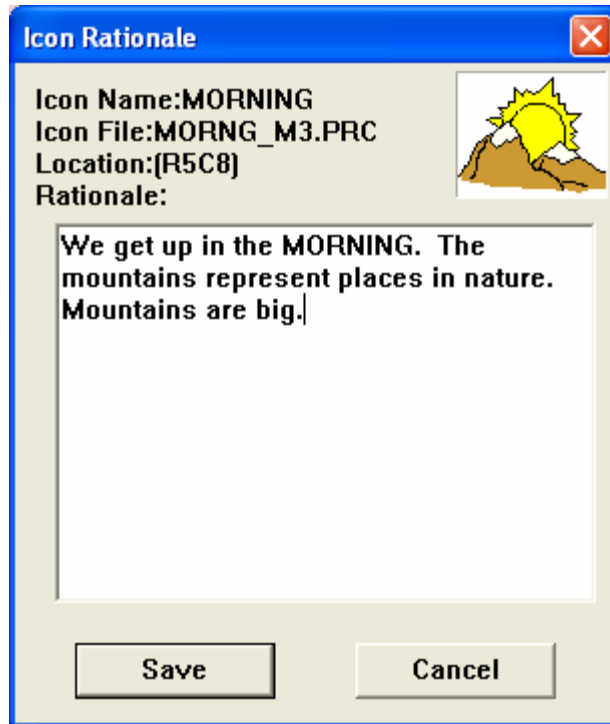 Icon Rationale
Icon Name:MORNING
Icon File:MORNG_M3.PRC
Location:(R5C8)
Rationale:
We get up in the MORNING.  The
mountains represent places in nature.
Mountains are big.
Save
Cancel